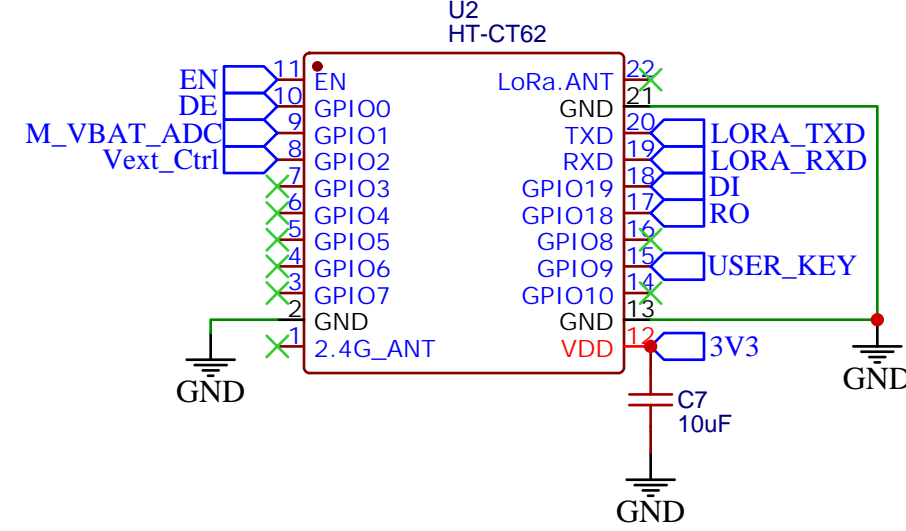 U2
HT-CT62
EN 11 EN LoRa.ANT 22
DE 10 GPIO0 GND 21
M_VBAT_ADC 9 GPIO1 TXD 20 LORA_TXD
Vext_Ctrl 8 GPIO2 RXD 19 LORA_RXD
7 GPIO3 GPIO19 18 DI
6 GPIO4 GPIO18 17 RO
5 GPIO5 GPIO8 16
4 GPIO6 GPIO9 15 USER_KEY
3 GPIO7 GPIO10 14
2 GND GND 13
1 2.4G_ANT VDD 12 3V3
GND
GND
C7
10uF
GND